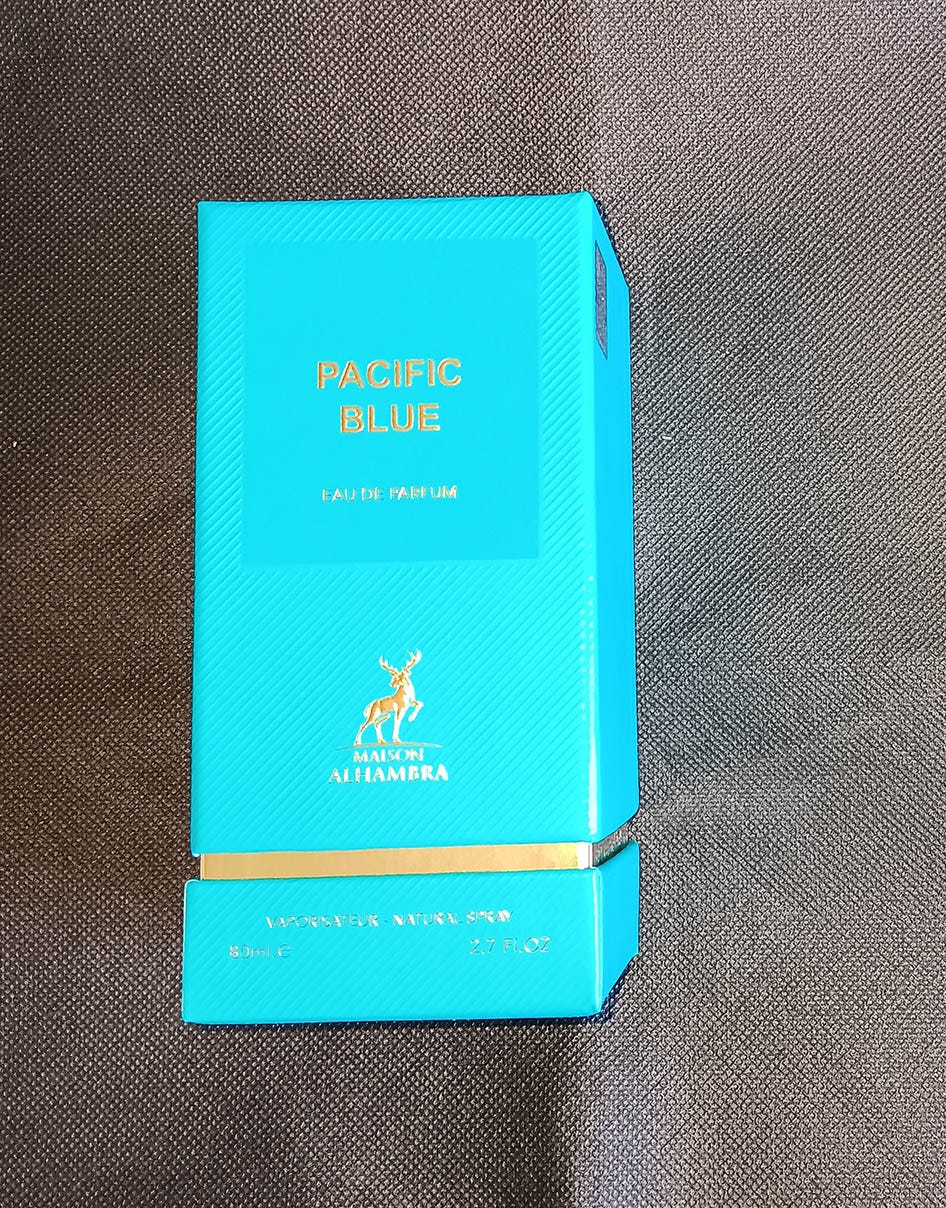 PACIFIC
BLUE
EAU DE PARFUM
MAISON
ALHAMBRA
VAPORISATEUR - NATURAL SPRAY
80ml.℮ 2.7 Fl.OZ